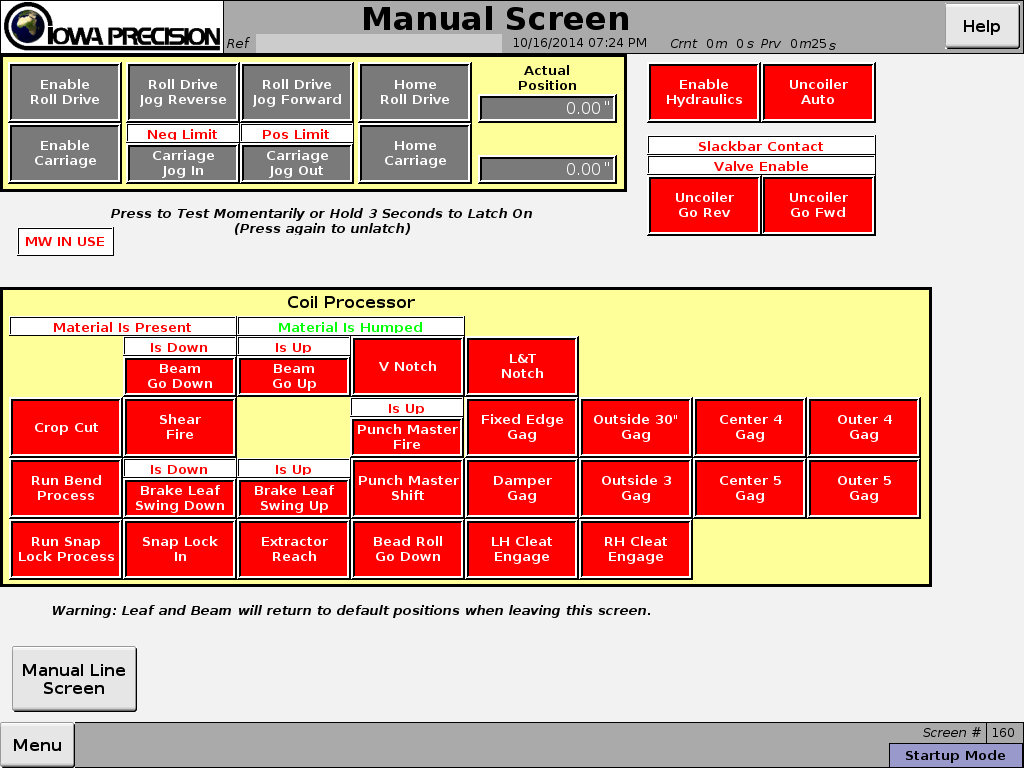 IOWA PRECISION
Manual Screen
Help
Ref
10/16/2014 07:24 PM
Crnt 0m 0s Prv 0m25s
Enable
Roll Drive
Roll Drive
Jog Reverse
Roll Drive
Jog Forward
Home
Roll Drive
Actual
Position
0.00"
Enable
Hydraulics
Uncoiler
Auto
Enable
Carriage
Neg Limit
Pos Limit
Carriage
Jog In
Carriage
Jog Out
Home
Carriage
0.00"
Slackbar Contact
Valve Enable
Uncoiler
Go Rev
Uncoiler
Go Fwd
Press to Test Momentarily or Hold 3 Seconds to Latch On
(Press again to unlatch)
MW IN USE
Coil Processor
Material Is Present
Material Is Humped
Is Down
Is Up
Beam
Go Down
Beam
Go Up
V Notch
L&T
Notch
Crop Cut
Shear
Fire
Is Up
Punch Master
Fire
Fixed Edge
Gag
Outside 30"
Gag
Center 4
Gag
Outer 4
Gag
Run Bend
Process
Is Down
Is Up
Brake Leaf
Swing Down
Brake Leaf
Swing Up
Punch Master
Shift
Damper
Gag
Outside 3
Gag
Center 5
Gag
Outer 5
Gag
Run Snap
Lock Process
Snap Lock
In
Extractor
Reach
Bead Roll
Go Down
LH Cleat
Engage
RH Cleat
Engage
Warning: Leaf and Beam will return to default positions when leaving this screen.
Manual Line
Screen
Menu
Screen # 160
Startup Mode